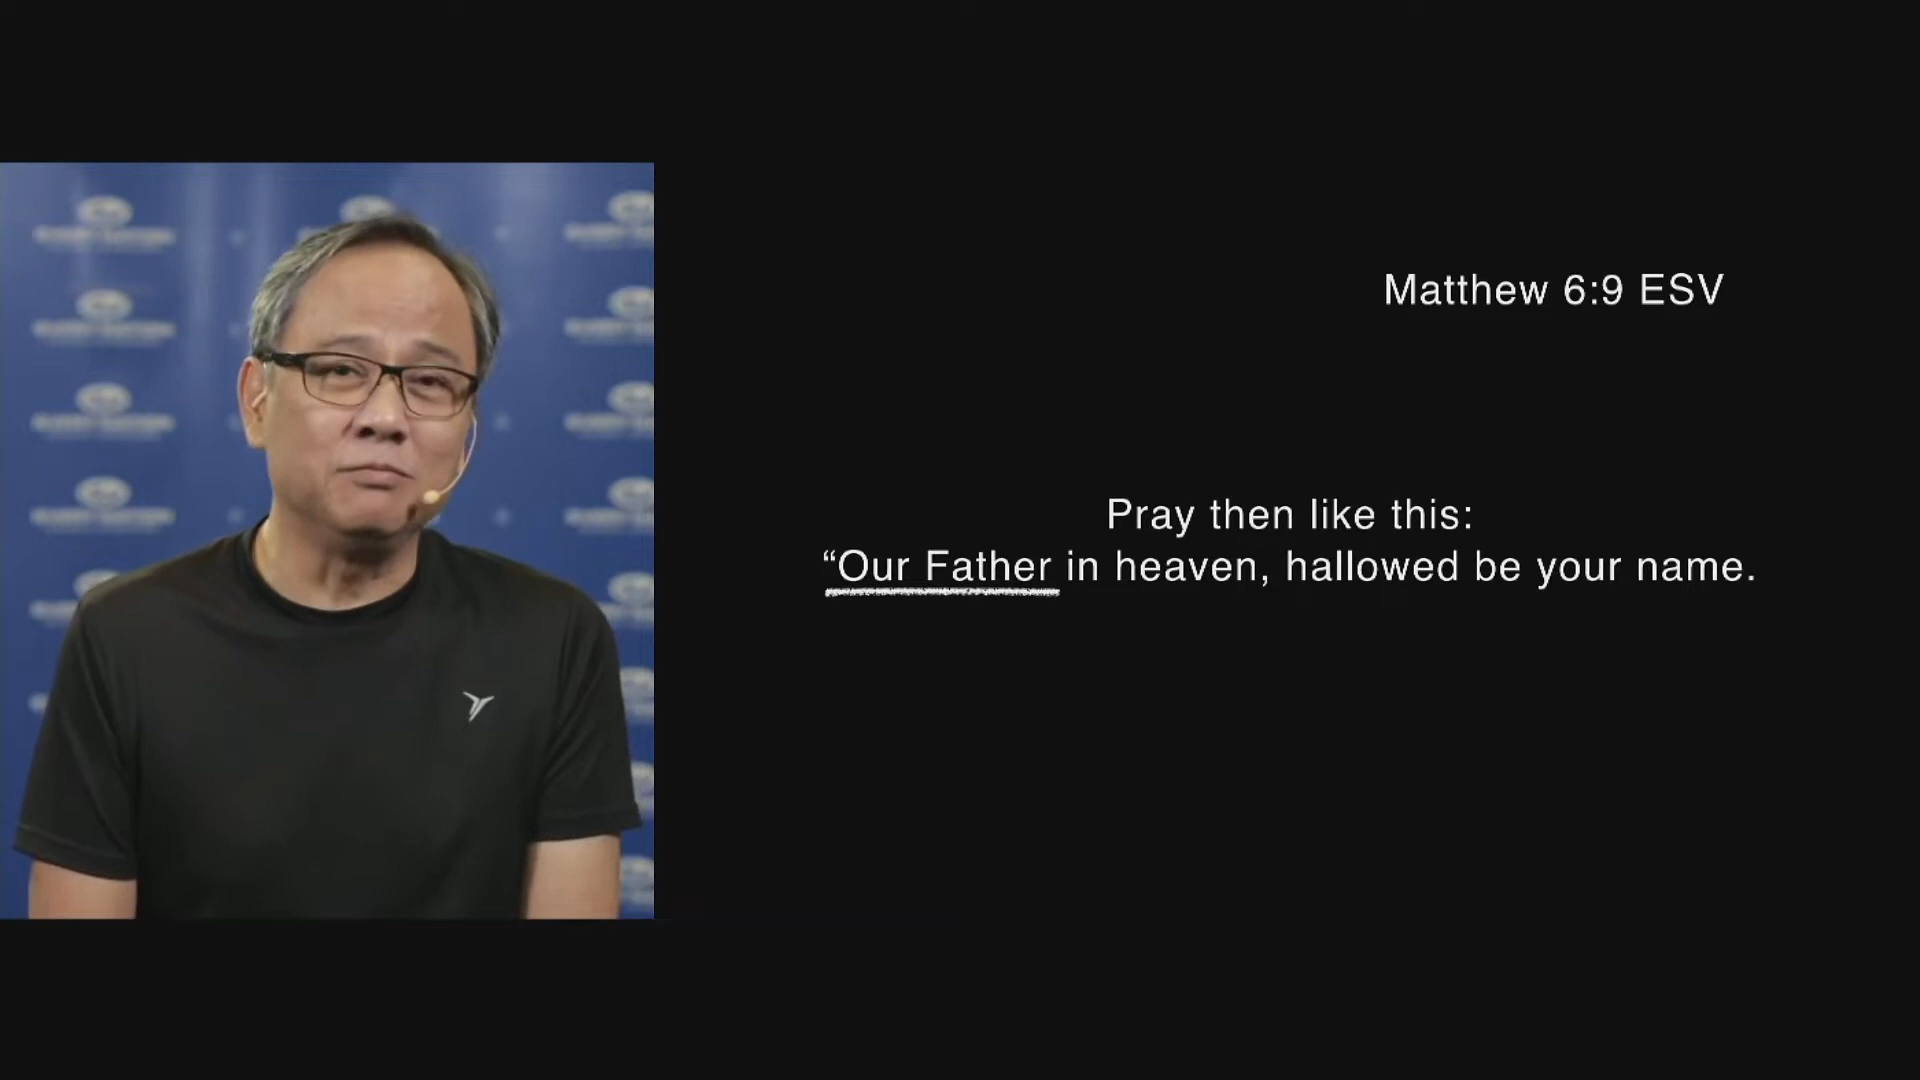 Matthew 6:9 ESV
Pray then like this:
“Our Father in heaven, hallowed be your name.